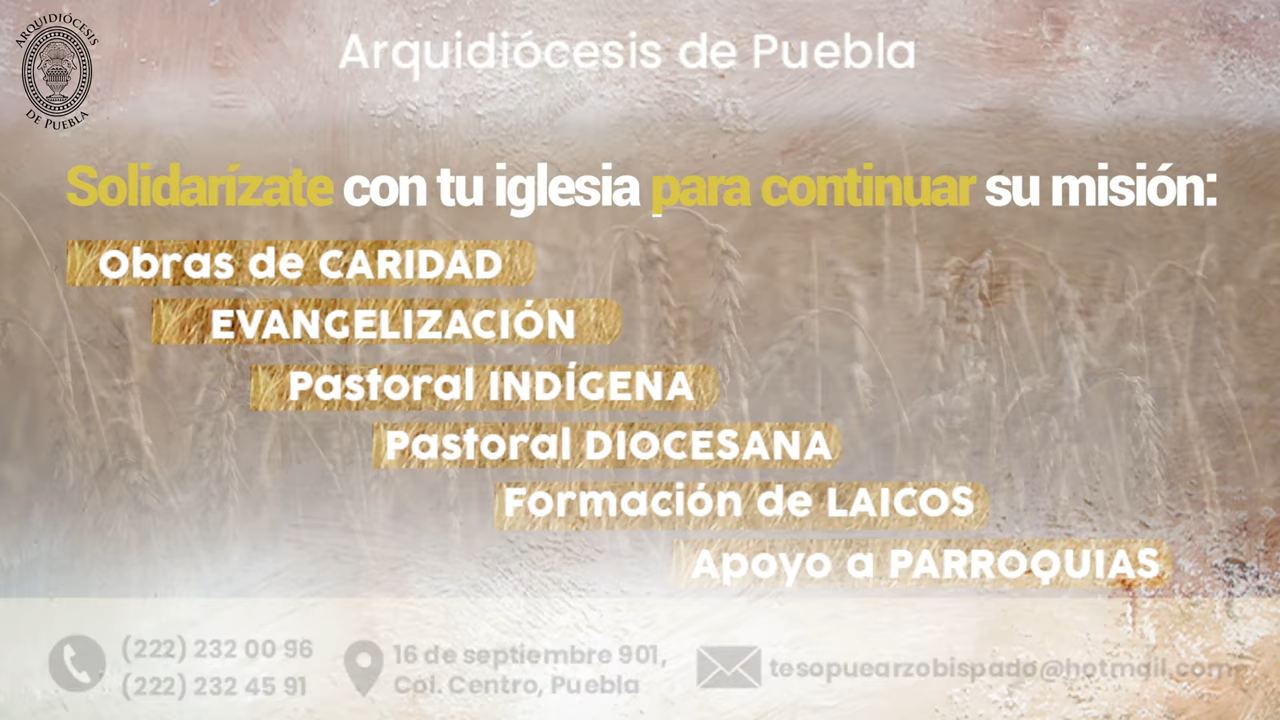 ARQUIDIÓCESIS
DE PUEBLA
Arquidiócesis de Puebla
Solidarízate con tu iglesia para continuar su misión:
Obras de CARIDAD
EVANGELIZACIÓN
Pastoral INDÍGENA
Pastoral DIOCESANA
Formación de LAICOS
Apoyo a PARROQUIAS
(222) 232 00 96
(222) 232 45 91
16 de septiembre 901,
Col. Centro, Puebla
tesopuearzobispado@hotmail.com